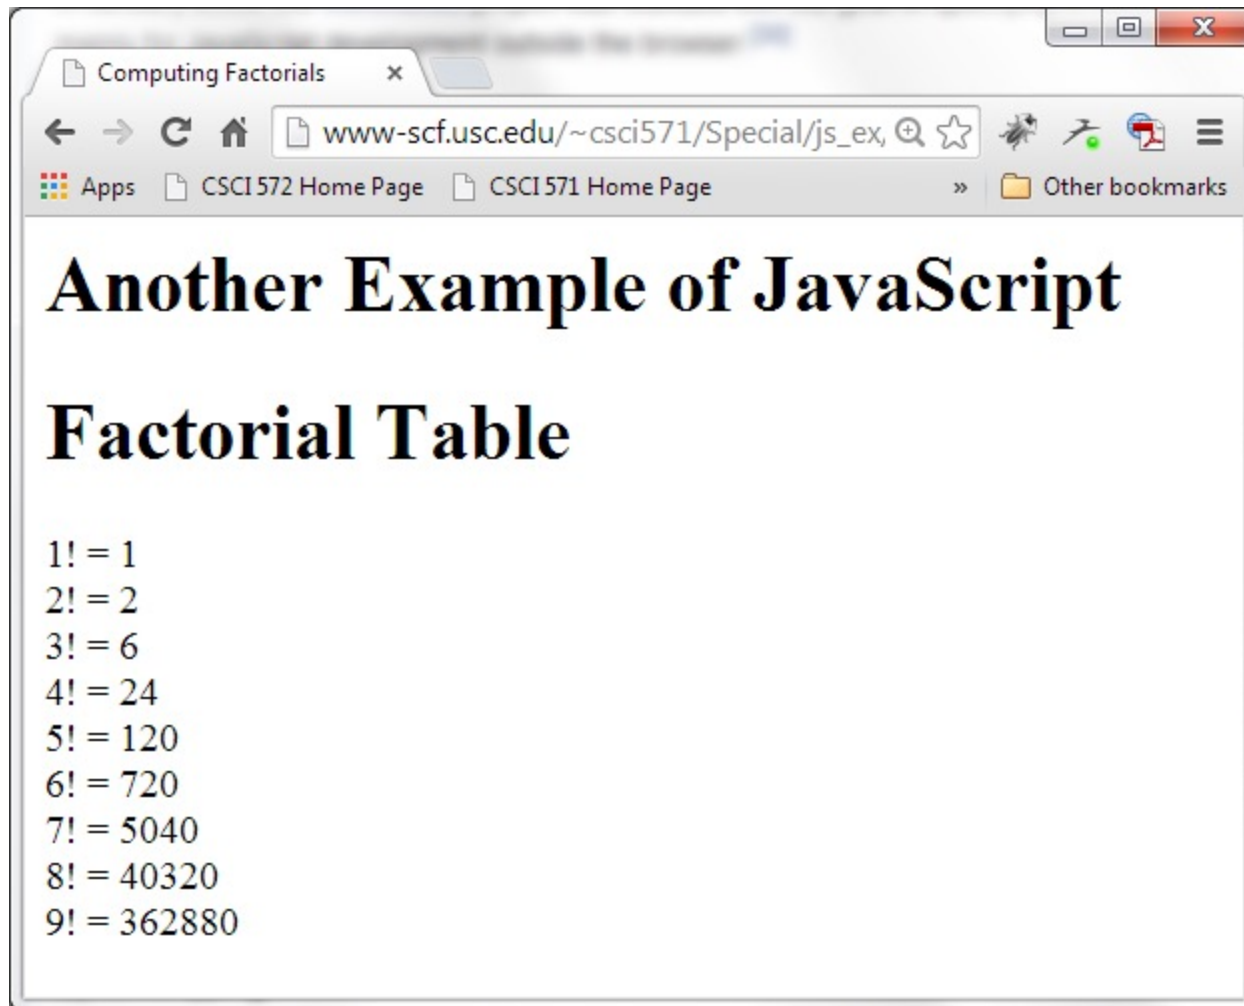 Computing Factorials
www-scf.usc.edu/~csci571/Special/js_ex
Apps CSCI 572 Home Page CSCI 571 Home Page » Other bookmarks
Another Example of JavaScript
Factorial Table
1! = 1
2! = 2
3! = 6
4! = 24
5! = 120
6! = 720
7! = 5040
8! = 40320
9! = 362880